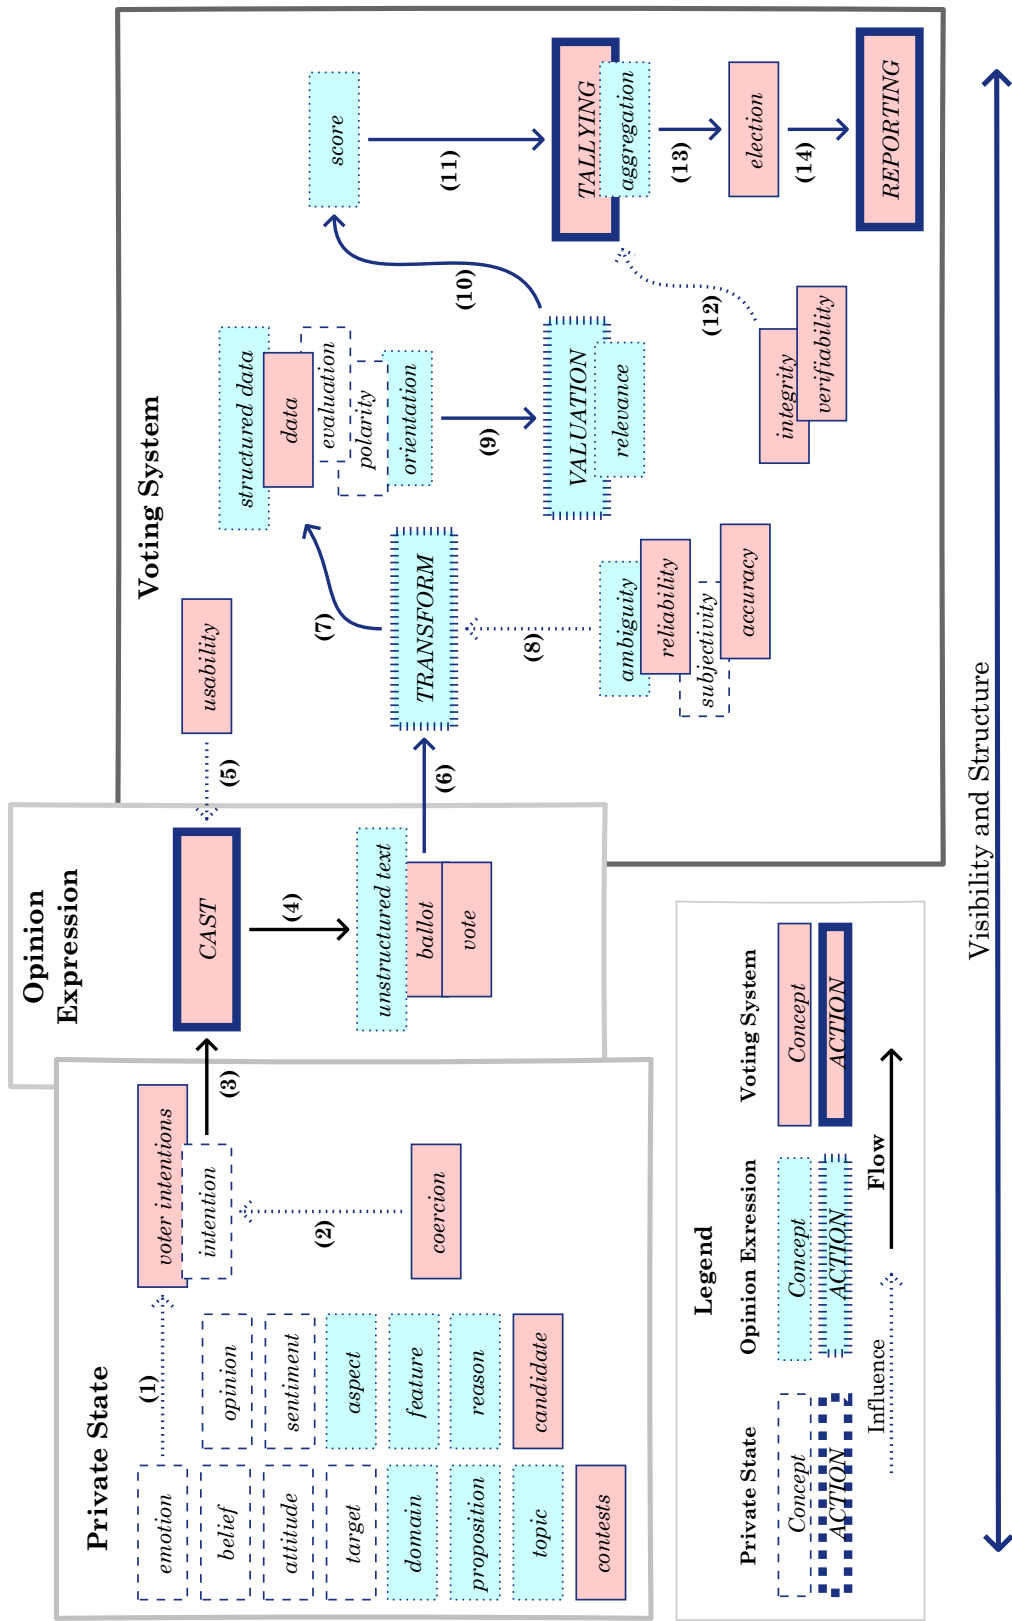 Private State
emotion
belief
attitude
target
domain
proposition
topic
contests
opinion
sentiment
aspect
feature
reason
candidate
(1)
voter intentions
intention
(2)
coercion
(3)
Opinion
Expression
CAST
(4)
unstructured text
ballot
vote
(5)
(6)
Voting System
usability
TRANSFORM
(7)
(8)
ambiguity
reliability
subjectivity
accuracy
structured data
data
evaluation
polarity
orientation
(9)
VALUATION
relevance
(10)
score
(11)
(12)
integrity
verifiability
TALLYING
aggregation
(13)
election
(14)
REPORTING
Legend
Private State
Concept
ACTION
Opinion Exression
Concept
ACTION
Voting System
Concept
ACTION
Influence
Flow
Visibility and Structure